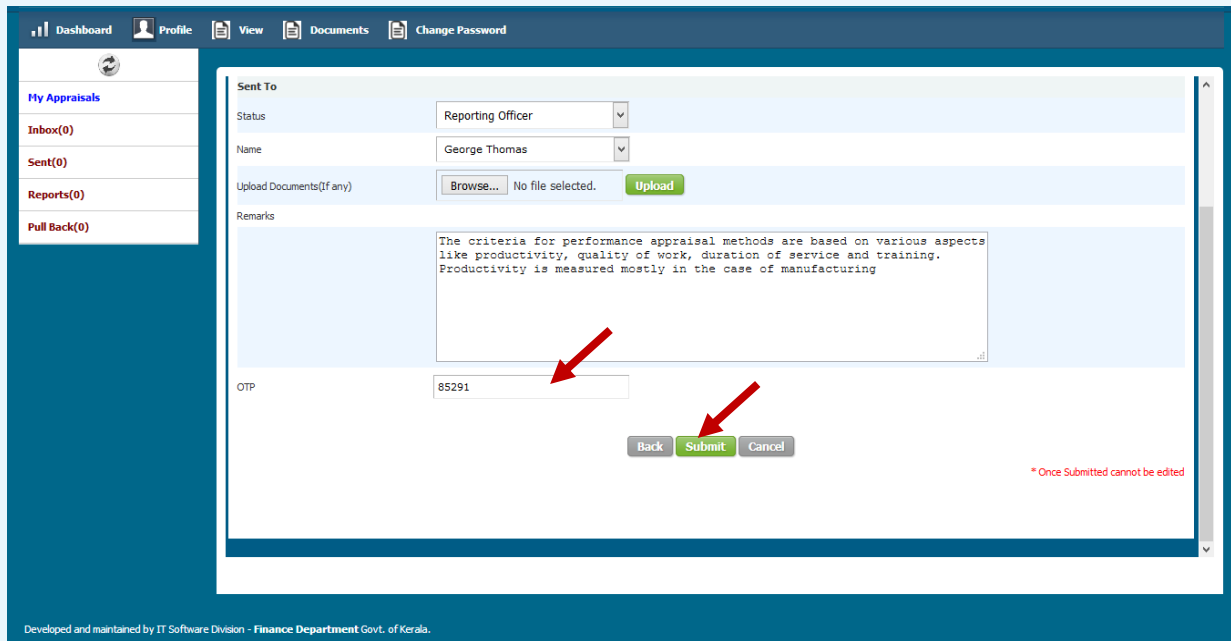 Dashboard Profile View Documents Change Password
My Appraisals
Inbox(0)
Sent(0)
Reports(0)
Pull Back(0)
Sent To
Status Reporting Officer
Name George Thomas
Upload Documents(If any) Browse... No file selected. Upload
Remarks
The criteria for performance appraisal methods are based on various aspects
like productivity, quality of work, duration of service and training.
Productivity is measured mostly in the case of manufacturing
OTP 85291
Back Submit Cancel
* Once Submitted cannot be edited
Developed and maintained by IT Software Division - Finance Department Govt. of Kerala.